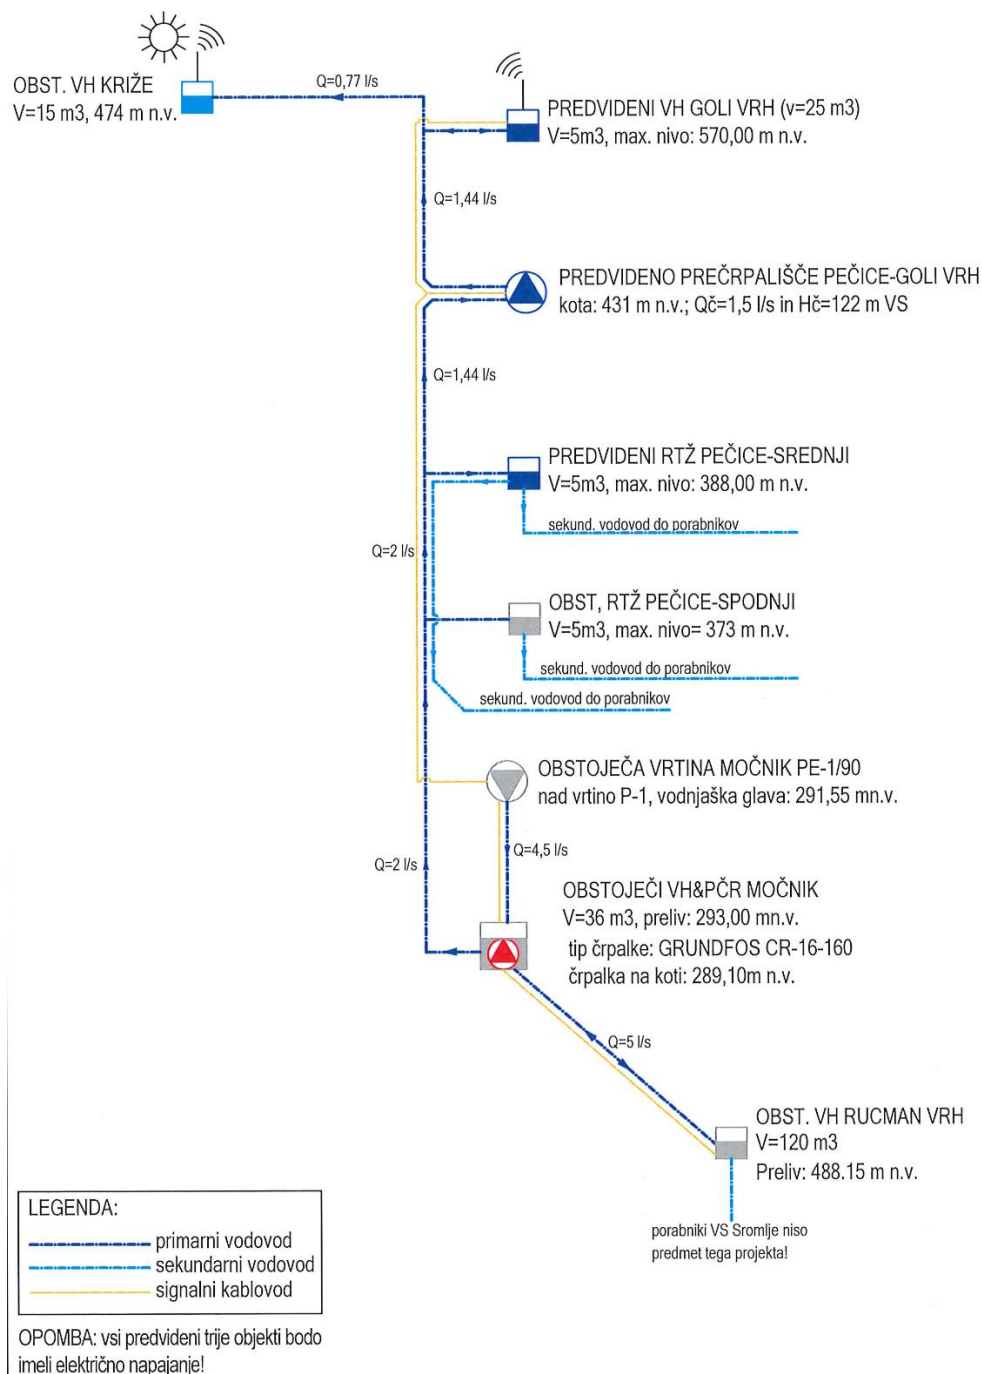 OBST. VH KRIŽE
V=15 m3, 474 m n.v.
Q=0,77 l/s
PREDVIDENI VH GOLI VRH (v=25 m3)
V=5m3, max. nivo: 570,00 m n.v.
Q=1,44 l/s
PREDVIDENO PREČRPALIŠČE PEČICE-GOLI VRH
kota: 431 m n.v.; Qč=1,5 l/s in Hč=122 m VS
Q=1,44 l/s
PREDVIDENI RTŽ PEČICE-SREDNJI
V=5m3, max. nivo: 388,00 m n.v.
sekund. vodovod do porabnikov
Q=2 l/s
OBST, RTŽ PEČICE-SPODNJI
V=5m3, max. nivo= 373 m n.v.
sekund. vodovod do porabnikov
sekund. vodovod do porabnikov
OBSTOJEČA VRTINA MOČNIK PE-1/90
nad vrtino P-1, vodnjaška glava: 291,55 mn.v.
Q=4,5 l/s
Q=2 l/s
OBSTOJEČI VH&PČR MOČNIK
V=36 m3, preliv: 293,00 mn.v.
tip črpalke: GRUNDFOS CR-16-160
črpalka na koti: 289,10m n.v.
Q=5 l/s
OBST. VH RUCMAN VRH
V=120 m3
Preliv: 488.15 m n.v.
porabniki VS Sromlje niso
predmet tega projekta!
LEGENDA:
primarni vodovod
sekundarni vodovod
signalni kablovod
OPOMBA: vsi predvideni trije objekti bodo
imeli električno napajanje!